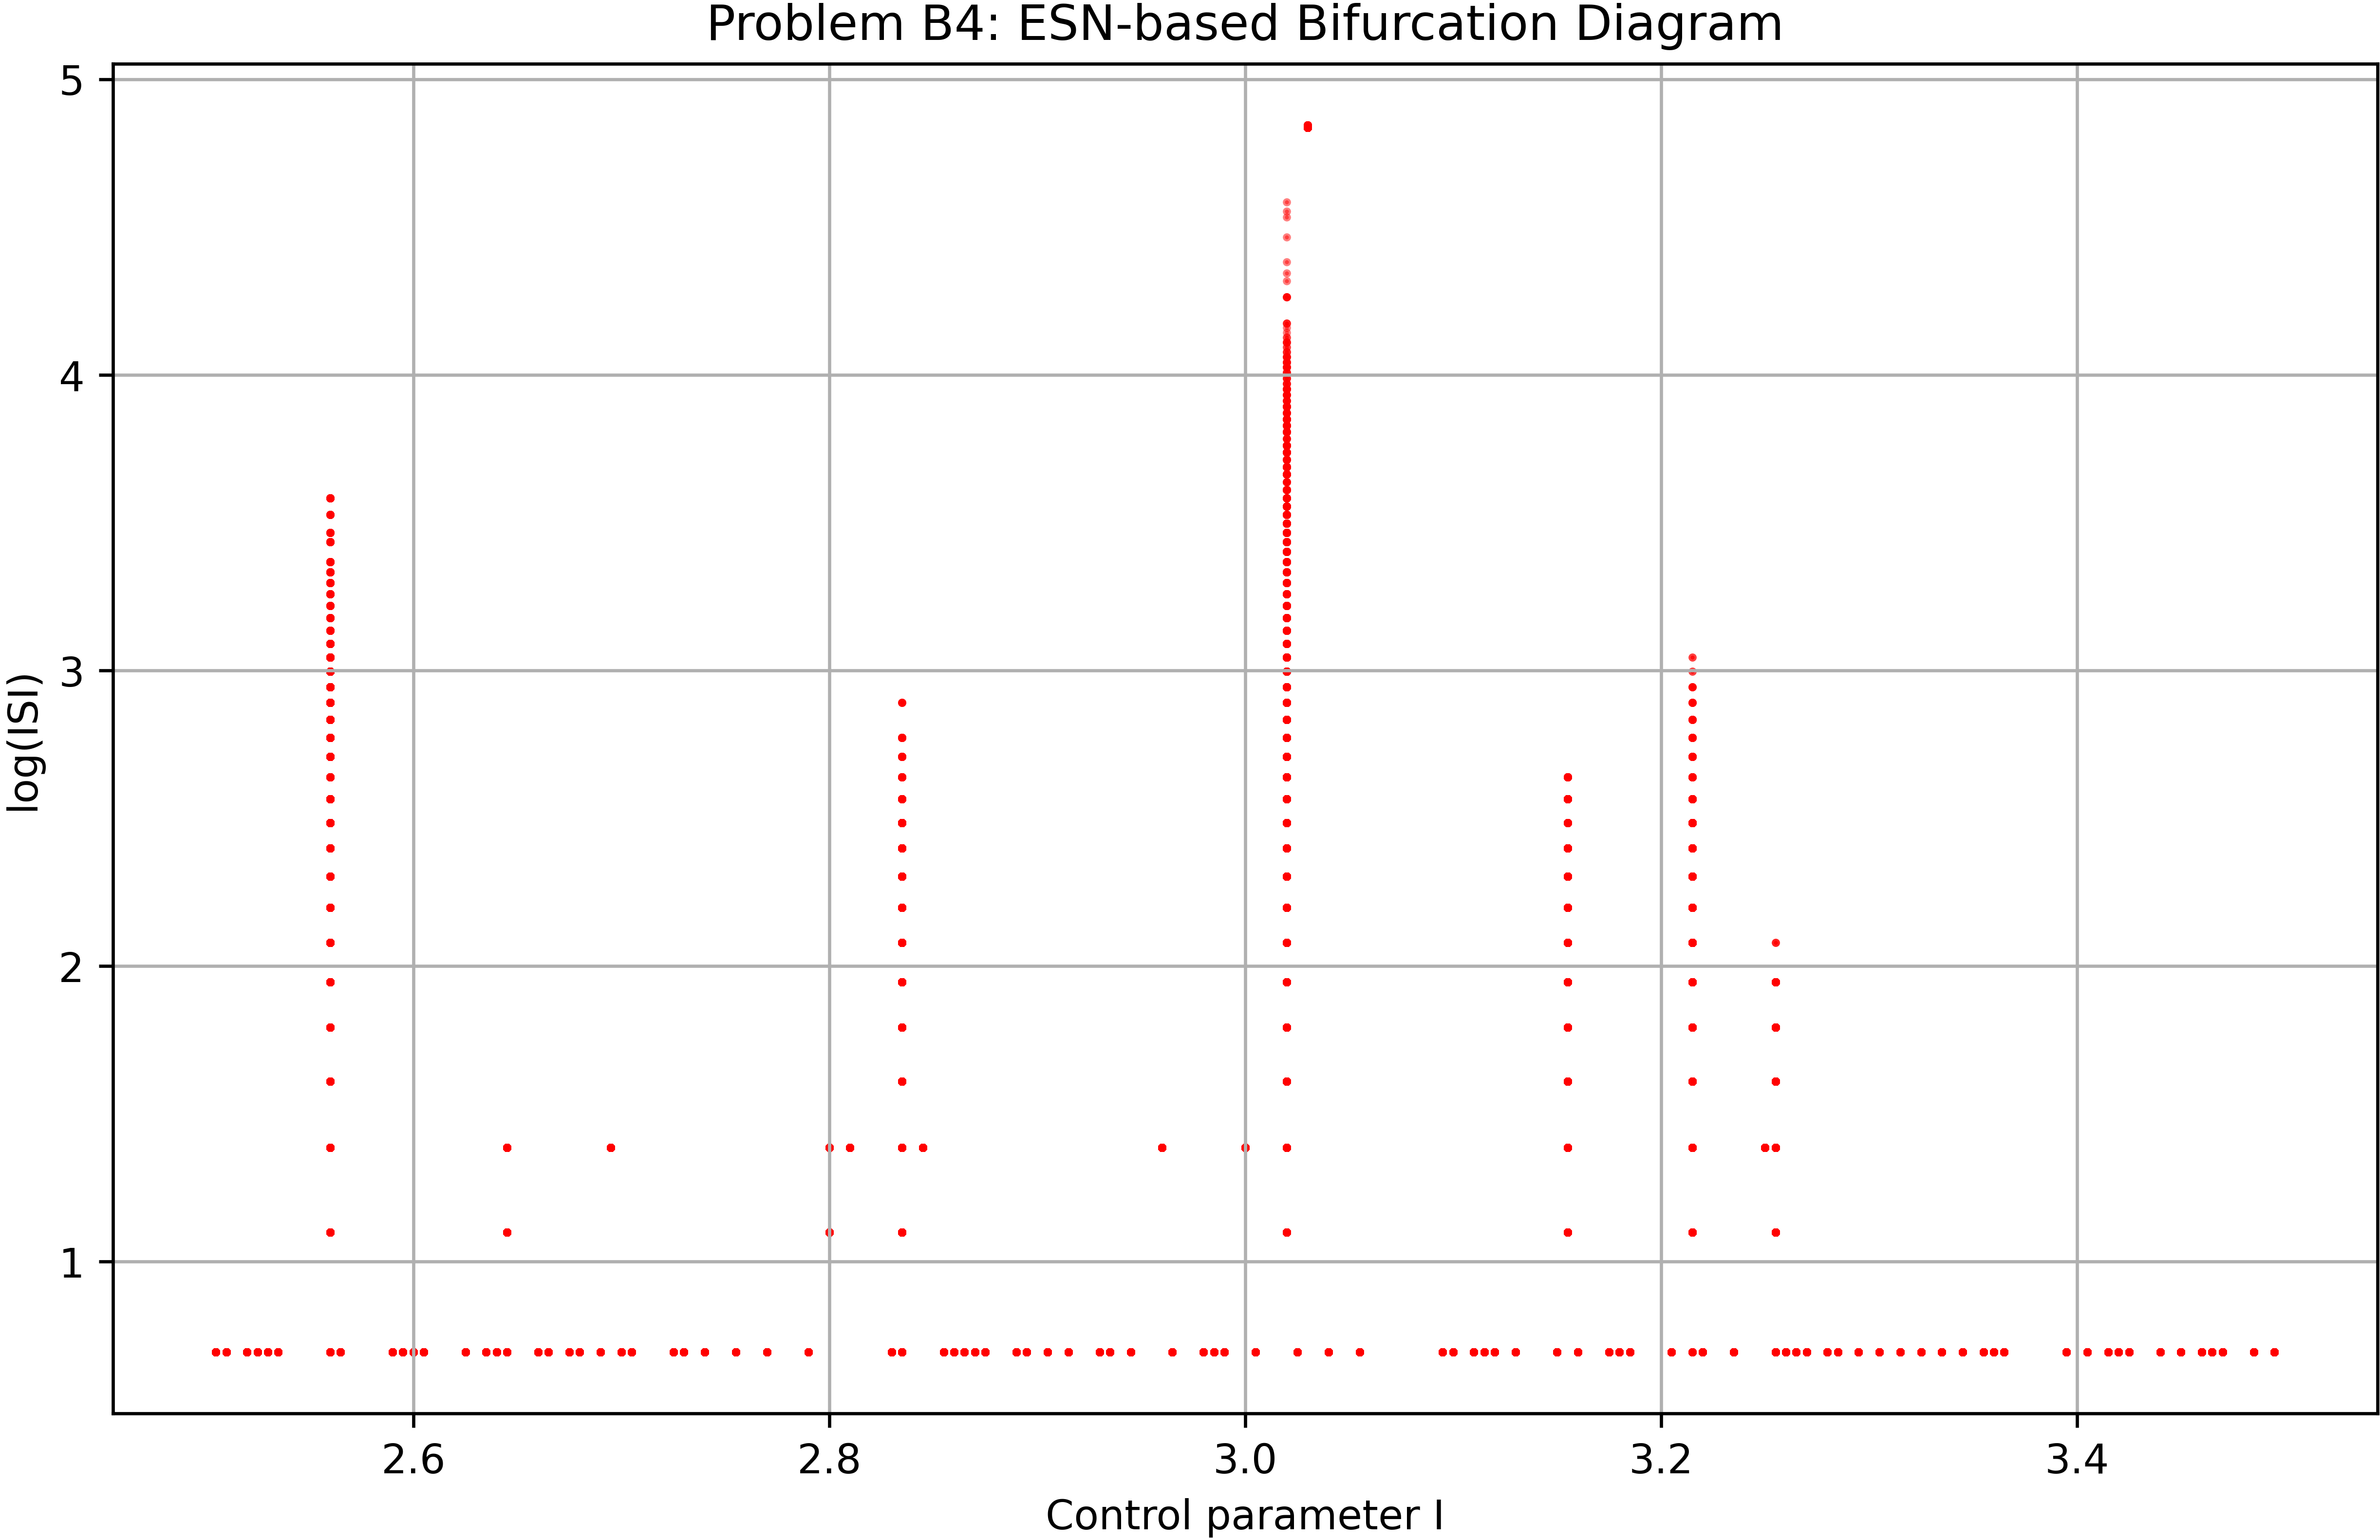 Problem B4: ESN-based Bifurcation Diagram
5
4
3
2
1
log(ISI)
2.6 2.8 3.0 3.2 3.4
Control parameter I